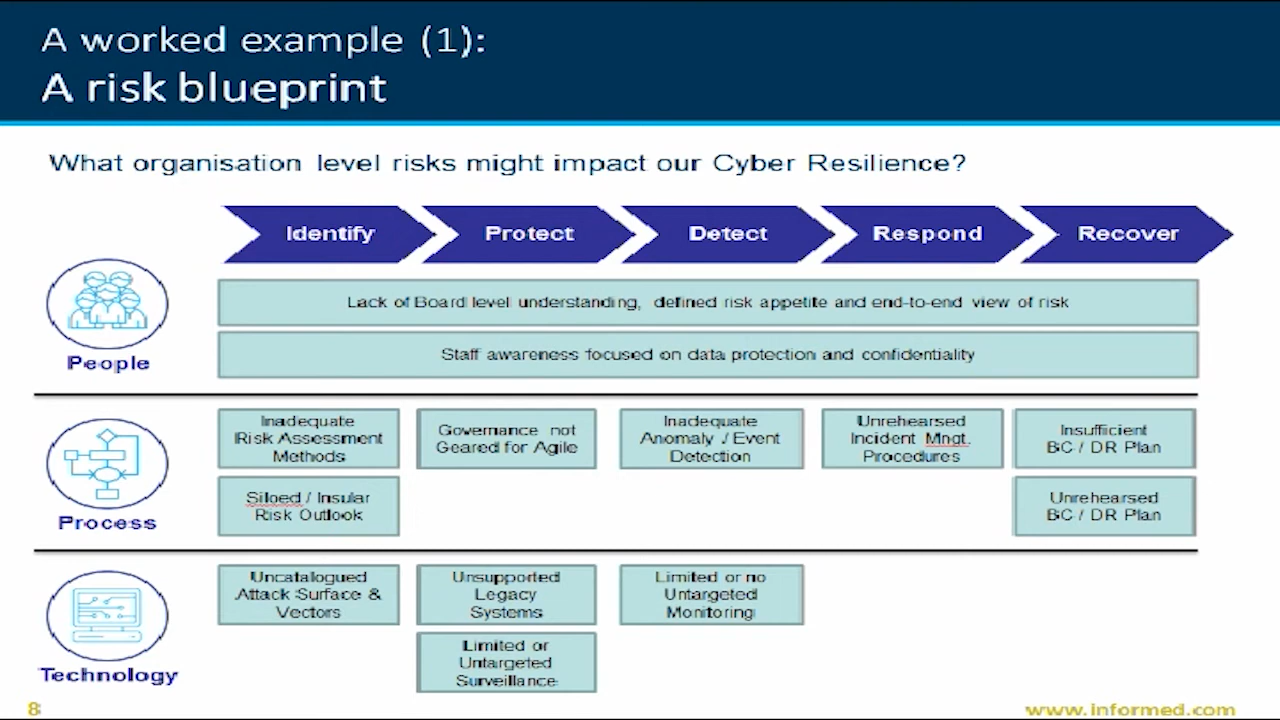 A worked example (1):
A risk blueprint
What organisation level risks might impact our Cyber Resilience?
Identify
Protect
Detect
Respond
Recover
People
Lack of Board level understanding, defined risk appetite and end-to-end view of risk
Staff awareness focused on data protection and confidentiality
Process
Inadequate
Risk Assessment
Methods
Governance not
Geared for Agile
Inadequate
Anomaly / Event
Detection
Unrehearsed
Incident Mngt.
Procedures
Insufficient
BC / DR Plan
Siloed / Insular
Risk Outlook
Unrehearsed
BC / DR Plan
Technology
Uncatalogued
Attack Surface &
Vectors
Unsupported
Legacy
Systems
Limited or no
Untargeted
Monitoring
Limited or
Untargeted
Surveillance
8
www.informed.com